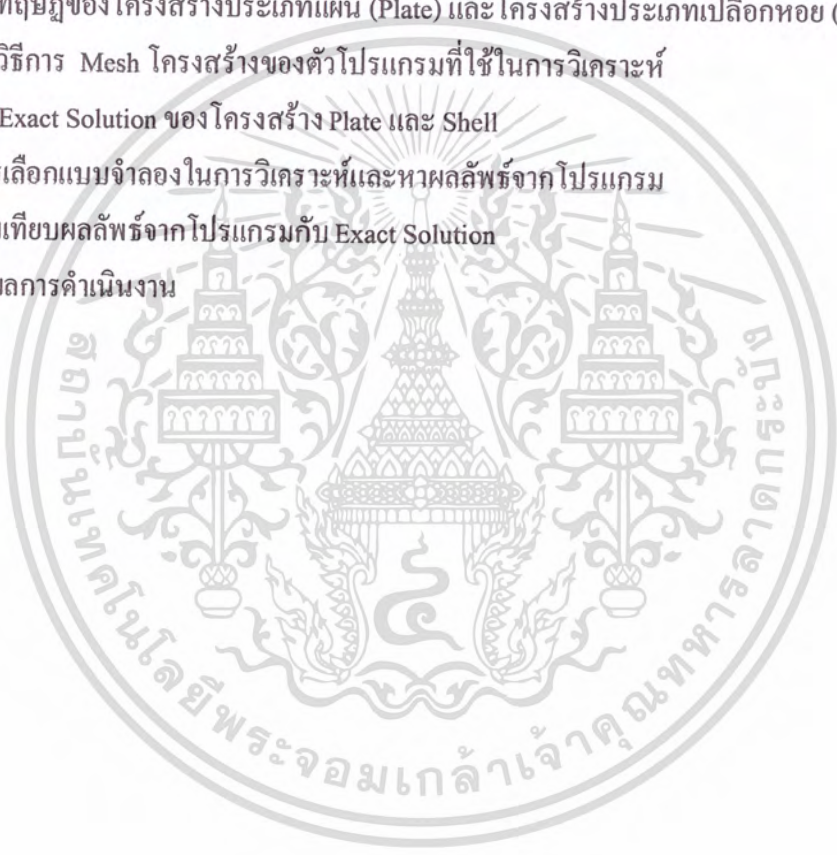 ทฤษฎีของโครงสร้างประเภทแผ่น (Plate) และโครงสร้างประเภทเปลือกหอย (
วิธีการ Mesh โครงสร้างของตัวโปรแกรมที่ใช้ในการวิเคราะห์
Exact Solution ของโครงสร้าง Plate และ Shell
เลือกแบบจำลองในการวิเคราะห์และหาผลลัพธ์จากโปรแกรม
เทียบผลลัพธ์จากโปรแกรมกับ Exact Solution
ผลการดำเนินงาน
สถาบันเทคโนโลยีพระจอมเกล้าเจ้าคุณทหารลาดกระบัง